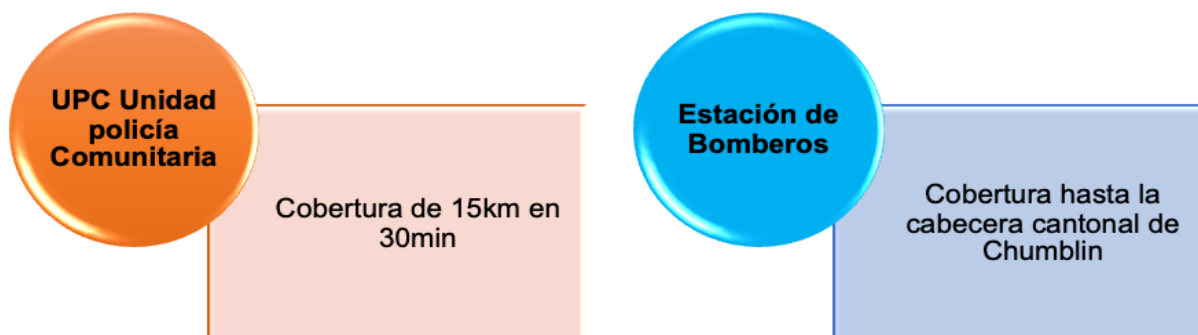 UPC Unidad
policía
Comunitaria
Cobertura de 15km en
30min
Estación de
Bomberos
Cobertura hasta la
cabecera cantonal de
Chumblin